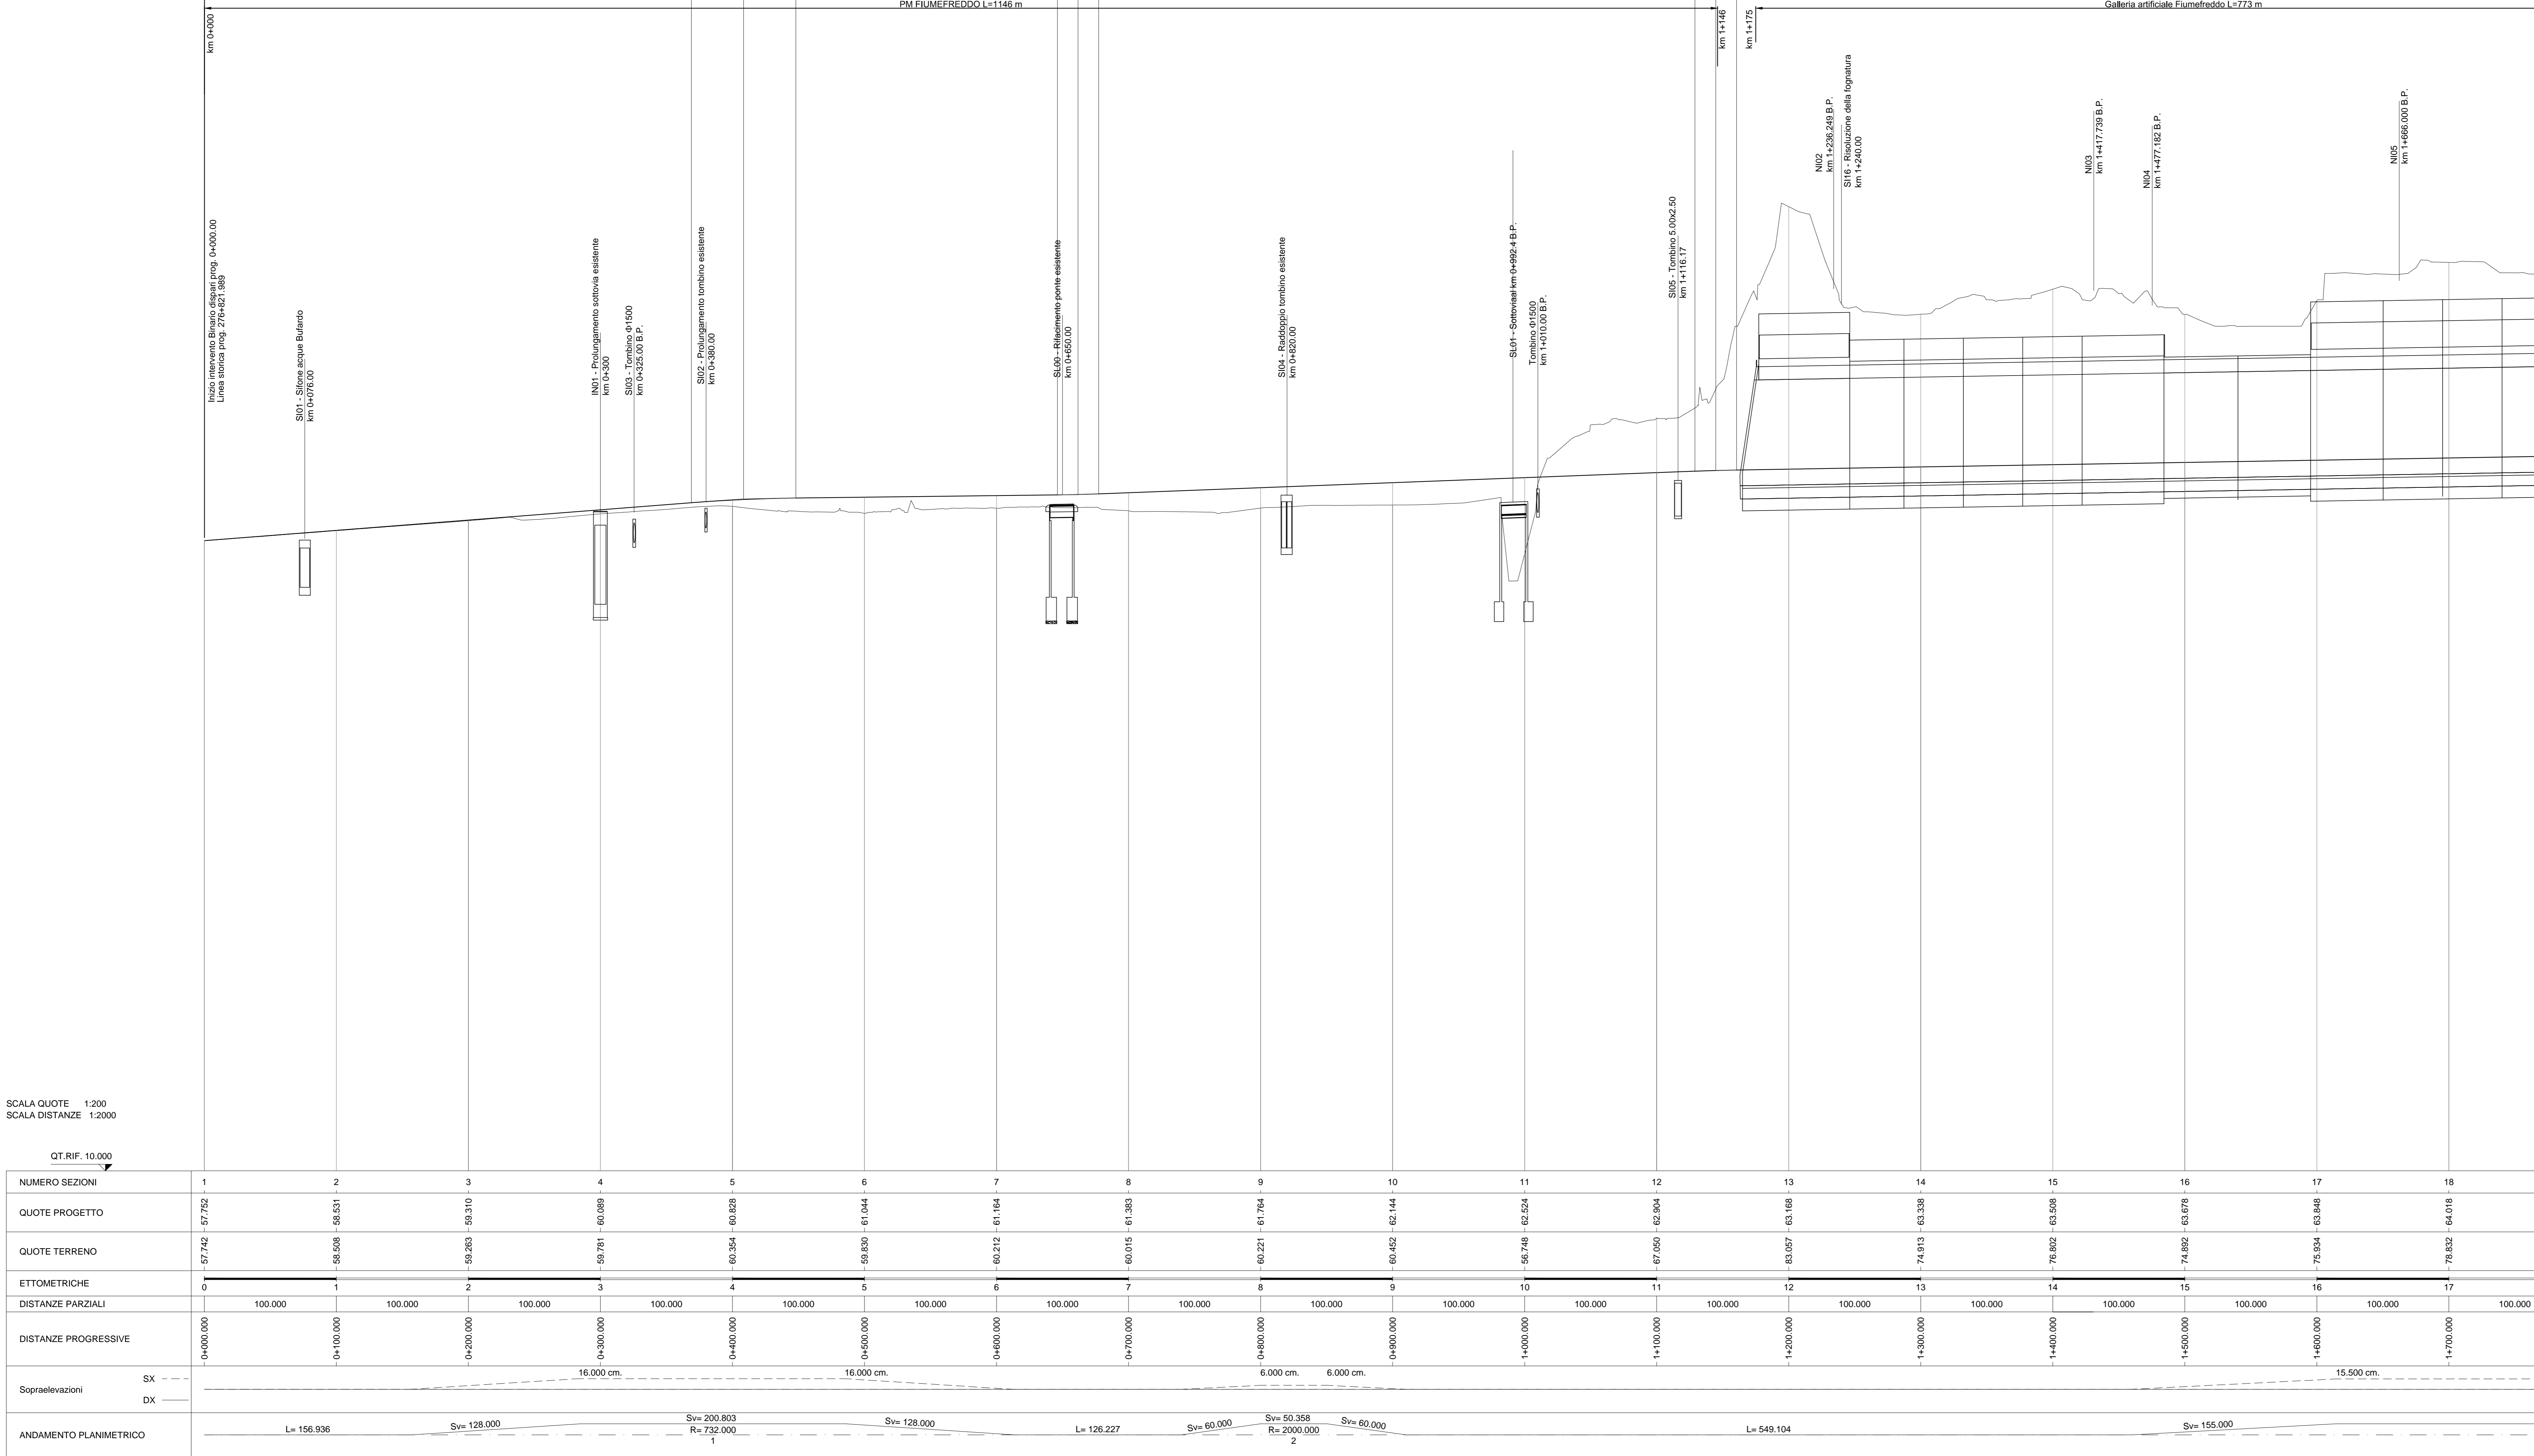 PM FIUMEFREDDO L=1146 m
Galleria artificiale Fiumefreddo L=773 m
km 0+000
km 1+146
km 1+175
Inizio intervento Binario dispari prog. 0+000.00
Linea storica prog. 276+821.989
SI01 - Sifone acque Bufardo
km 0+076.00
IN01 - Prolungamento sottovia esistente
km 0+300
SI03 - Tombino Φ1500
km 0+325.00 B.P.
SI02 - Prolungamento tombino esistente
km 0+380.00
SL00 - Rifacimento ponte esistente
km 0+650.00
SI04 - Raddoppio tombino esistente
km 0+820.00
SL01 - Sottoviaal km 0+992.4 B.P.
Tombino Φ1500
km 1+010.00 B.P.
SI05 - Tombino 5.00x2.50
km 1+116.17
NI02
km 1+236.249 B.P.
SI16 - Risoluzione della fognatura
km 1+240.00
NI03
km 1+417.739 B.P.
NI04
km 1+477.182 B.P.
NI05
km 1+666.000 B.P.
SCALA QUOTE 1:200
SCALA DISTANZE 1:2000
QT.RIF. 10.000
NUMERO SEZIONI 1 2 3 4 5 6 7 8 9 10 11 12 13 14 15 16 17 18
QUOTE PROGETTO 57.752 58.531 59.310 60.089 60.828 61.044 61.164 61.383 61.764 62.144 62.524 62.904 63.168 63.338 63.508 63.678 63.848 64.018
QUOTE TERRENO 57.742 58.508 59.263 59.781 60.354 59.830 60.212 60.015 60.221 60.452 56.748 67.050 83.057 74.913 76.802 74.892 75.934 78.832
ETTOMETRICHE 0 1 2 3 4 5 6 7 8 9 10 11 12 13 14 15 16 17
DISTANZE PARZIALI 100.000 100.000 100.000 100.000 100.000 100.000 100.000 100.000 100.000 100.000 100.000 100.000 100.000 100.000 100.000 100.000 100.000 100.000
DISTANZE PROGRESSIVE 0+000.000 0+100.000 0+200.000 0+300.000 0+400.000 0+500.000 0+600.000 0+700.000 0+800.000 0+900.000 1+000.000 1+100.000 1+200.000 1+300.000 1+400.000 1+500.000 1+600.000 1+700.000
Sopraelevazioni
SX
DX
16.000 cm. 16.000 cm. 6.000 cm. 6.000 cm. 15.500 cm.
ANDAMENTO PLANIMETRICO
L= 156.936 Sv= 128.000 Sv= 200.803 Sv= 128.000 L= 126.227 Sv= 60.000 Sv= 50.358 Sv= 60.000 L= 549.104 Sv= 155.000
R= 732.000 R= 2000.000
1 2